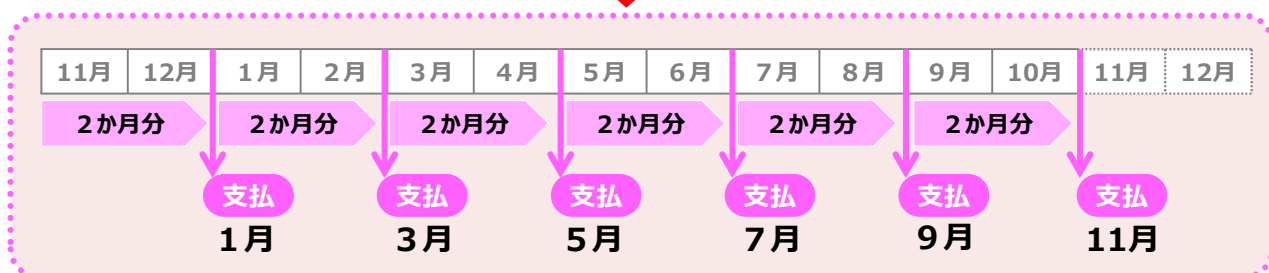 11月 12月 1月 2月 3月 4月 5月 6月 7月 8月 9月 10月 11月 12月
2か月分 2か月分 2か月分 2か月分 2か月分 2か月分
支払 支払 支払 支払 支払 支払
1月 3月 5月 7月 9月 11月